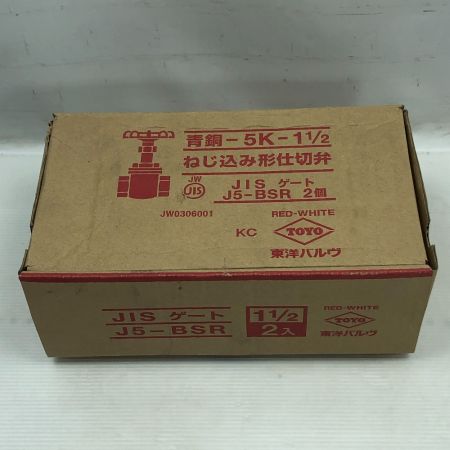 青銅-5K-1½
ねじ込み形仕切弁
JW
JIS
JW0306001
JIS ゲート
J5-BSR 2個
KC
RED-WHITE
TOYO
東洋バルヴ
JIS ゲート
J5-BSR
1½
2入
RED-WHITE
TOYO
東洋バルヴ